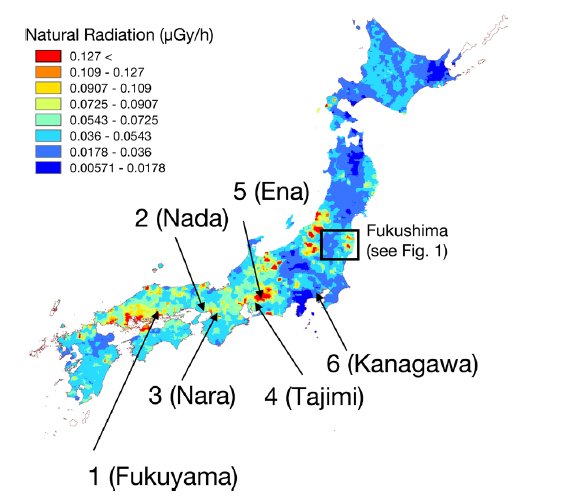 Natural Radiation (µGy/h)
0.127 <
0.109 - 0.127
0.0907 - 0.109
0.0725 - 0.0907
0.0543 - 0.0725
0.036 - 0.0543
0.0178 - 0.036
0.00571 - 0.0178
5 (Ena)
2 (Nada)
Fukushima
(see Fig. 1)
6 (Kanagawa)
3 (Nara)
4 (Tajimi)
1 (Fukuyama)